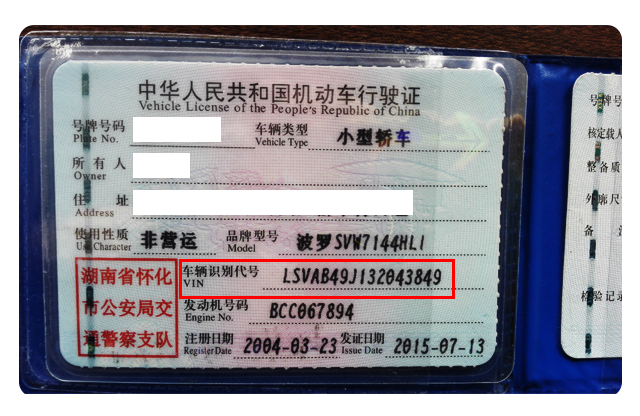 中华人民共和国机动车行驶证
Vehicle License of the People's Republic of China
号牌号码
Plate No.
车辆类型 小型轿车
Vehicle Type
所有人
Owner
住址
Address
使用性质 非营运
Use Character
品牌型号 波罗SVW7144HLI
Model
湖南省怀化
市公安局交
通警察支队
车辆识别代号 LSVAB49J132043849
VIN
发动机号码 BCC067894
Engine No.
注册日期 2004-03-23
Register Date
发证日期 2015-07-13
Issue Date
号牌号
核定载人
整备质
外廓尺
备
检验记录